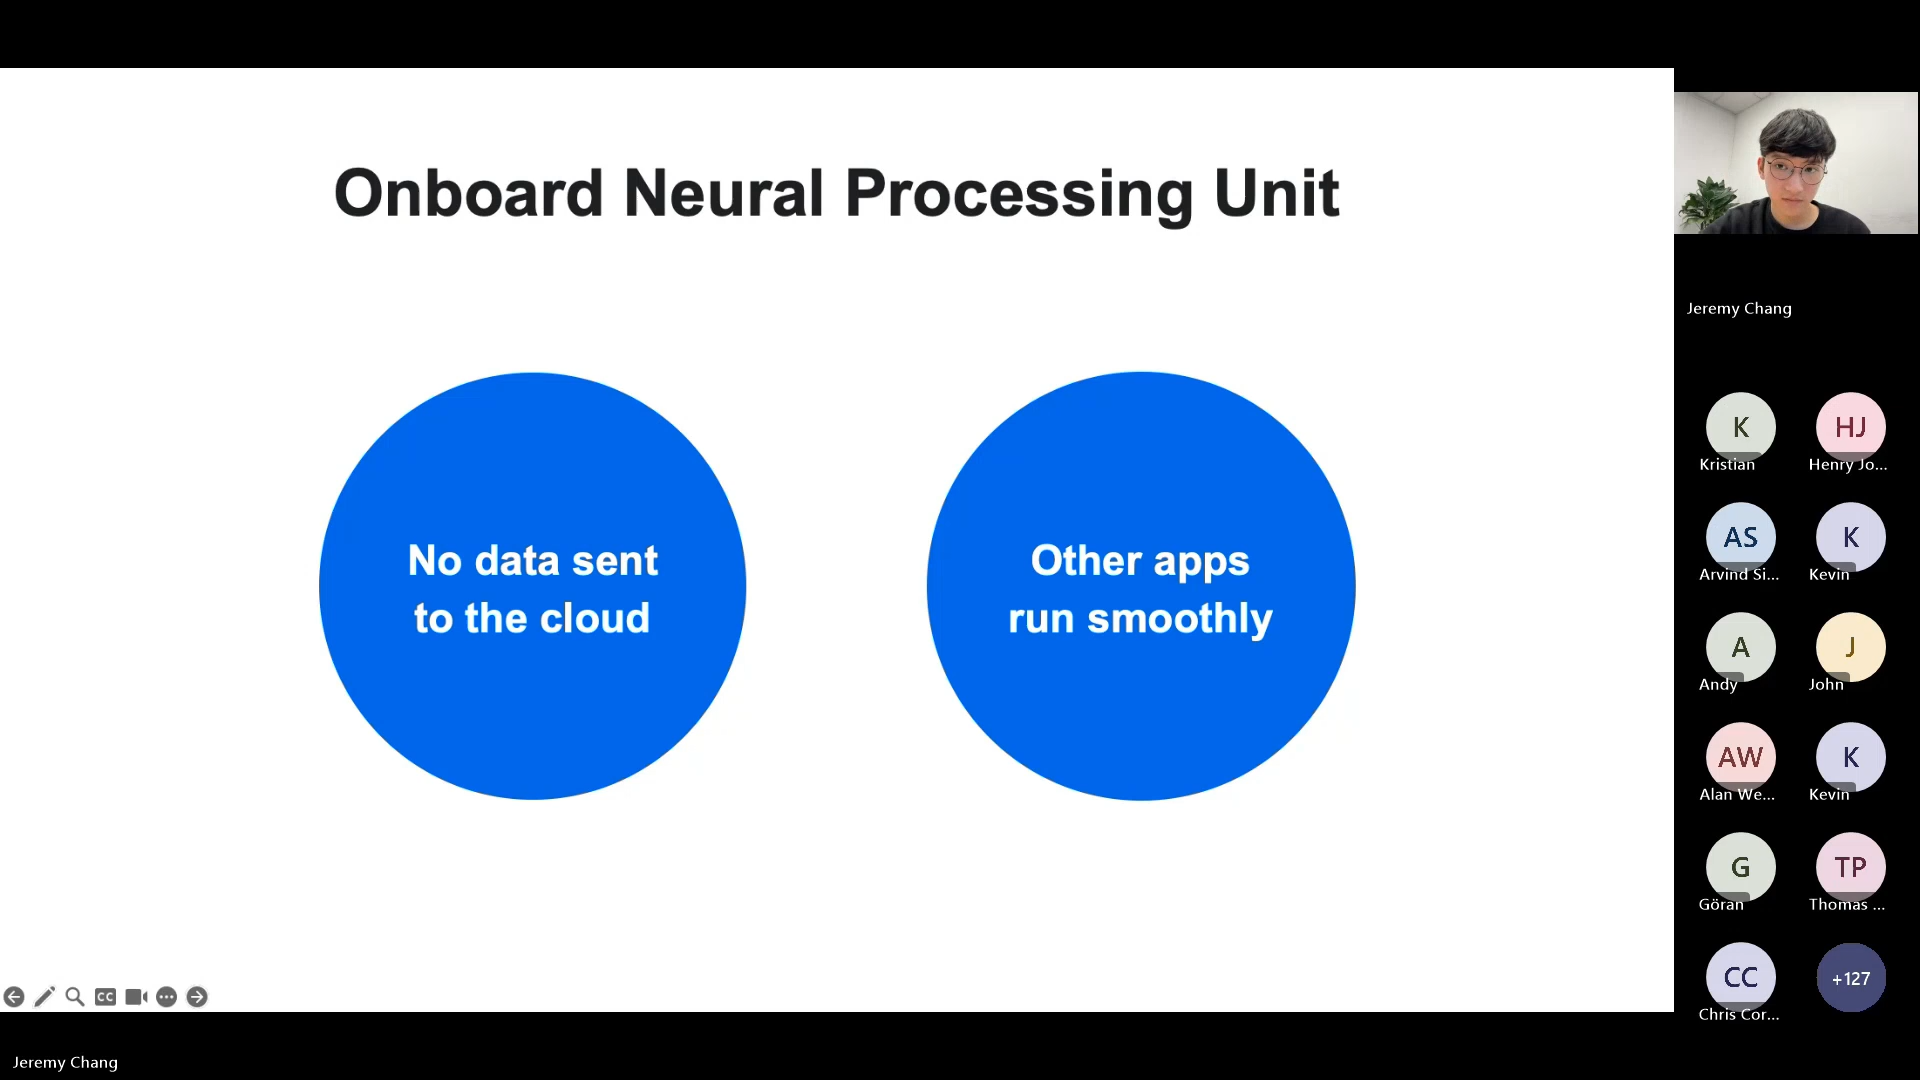 Onboard Neural Processing Unit
No data sent
to the cloud
Other apps
run smoothly
CC
Jeremy Chang
Jeremy Chang
K
HJ
Kristian
Henry Jo...
AS
K
Arvind Si...
Kevin
A
J
Andy
John
AW
K
Alan We...
Kevin
G
TP
Göran
Thomas ...
CC
+127
Chris Cor...